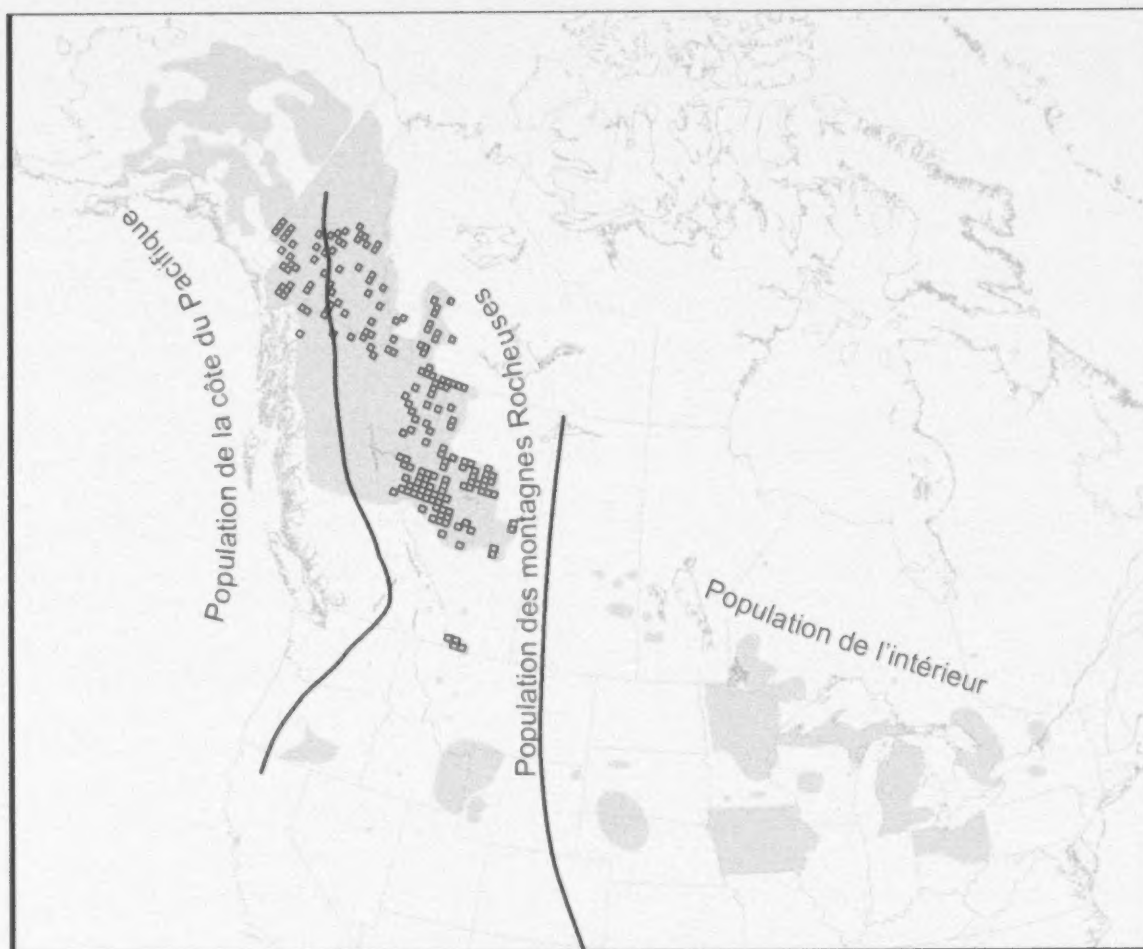 Population de la côte du Pacifique
Population des montagnes Rocheuses
Population de l'intérieur